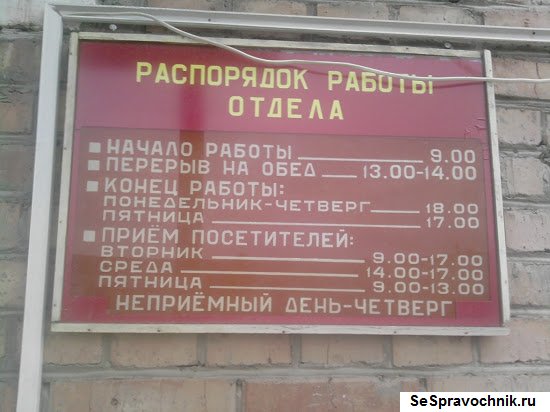 РАСПОРЯДОК РАБОТЫ
ОТДЕЛА
НАЧАЛО РАБОТЫ 9.00
ПЕРЕРЫВ НА ОБЕД 13.00-14.00
КОНЕЦ РАБОТЫ:
ПОНЕДЕЛЬНИК-ЧЕТВЕРГ 18.00
ПЯТНИЦА 17.00
ПРИЁМ ПОСЕТИТЕЛЕЙ:
ВТОРНИК 9.00-17.00
СРЕДА 14.00-17.00
ПЯТНИЦА 9.00-13.00
НЕПРИЁМНЫЙ ДЕНЬ-ЧЕТВЕРГ
SeSpravochnik.ru